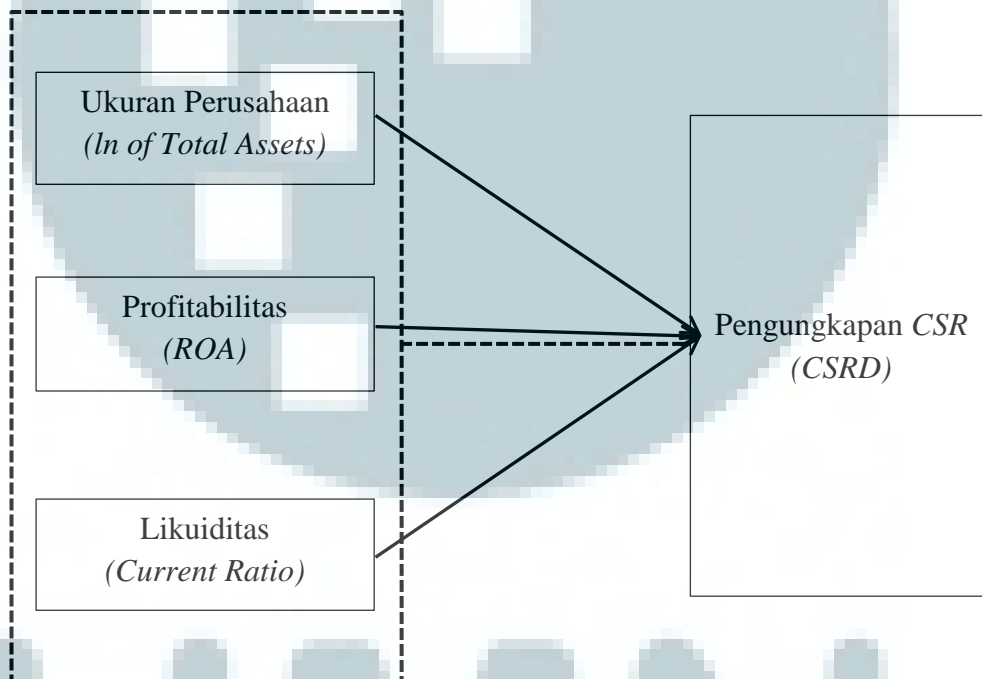 Ukuran Perusahaan
(ln of Total Assets)
Profitabilitas
(ROA)
Pengungkapan CSR
(CSRD)
Likuiditas
(Current Ratio)